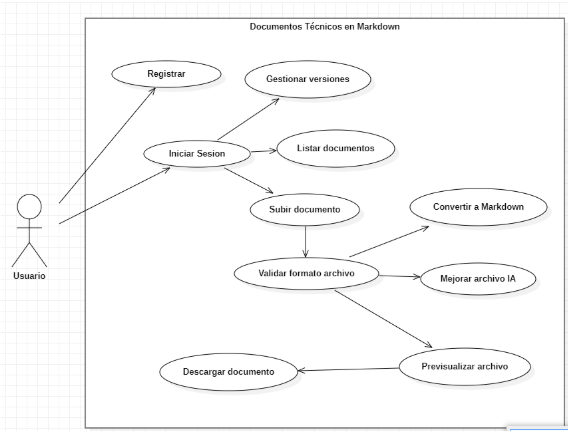 Documentos Técnicos en Markdown
Registrar
Gestionar versiones
Iniciar Sesion
Listar documentos
Subir documento
Convertir a Markdown
Usuario
Validar formato archivo
Mejorar archivo IA
Descargar documento
Previsualizar archivo